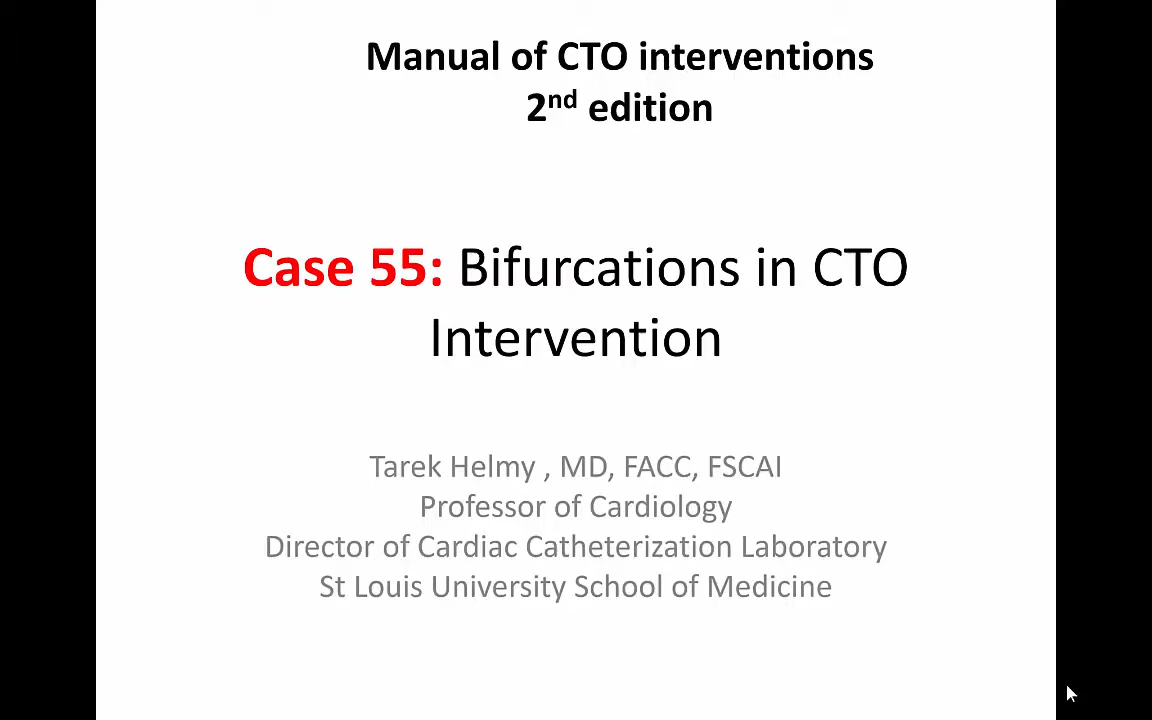 Manual of CTO interventions
2nd edition
Case 55: Bifurcations in CTO
Intervention
Tarek Helmy , MD, FACC, FSCAI
Professor of Cardiology
Director of Cardiac Catheterization Laboratory
St Louis University School of Medicine